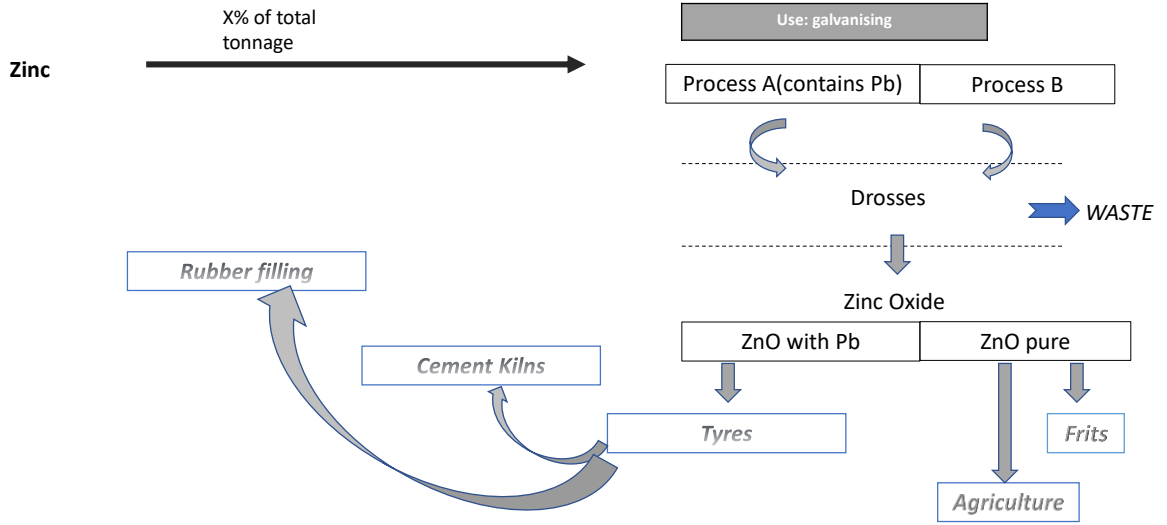 X% of total
tonnage
Use: galvanising
Zinc
Process A(contains Pb)
Process B
Drosses
WASTE
Rubber filling
Zinc Oxide
ZnO with Pb
ZnO pure
Cement Kilns
Tyres
Frits
Agriculture